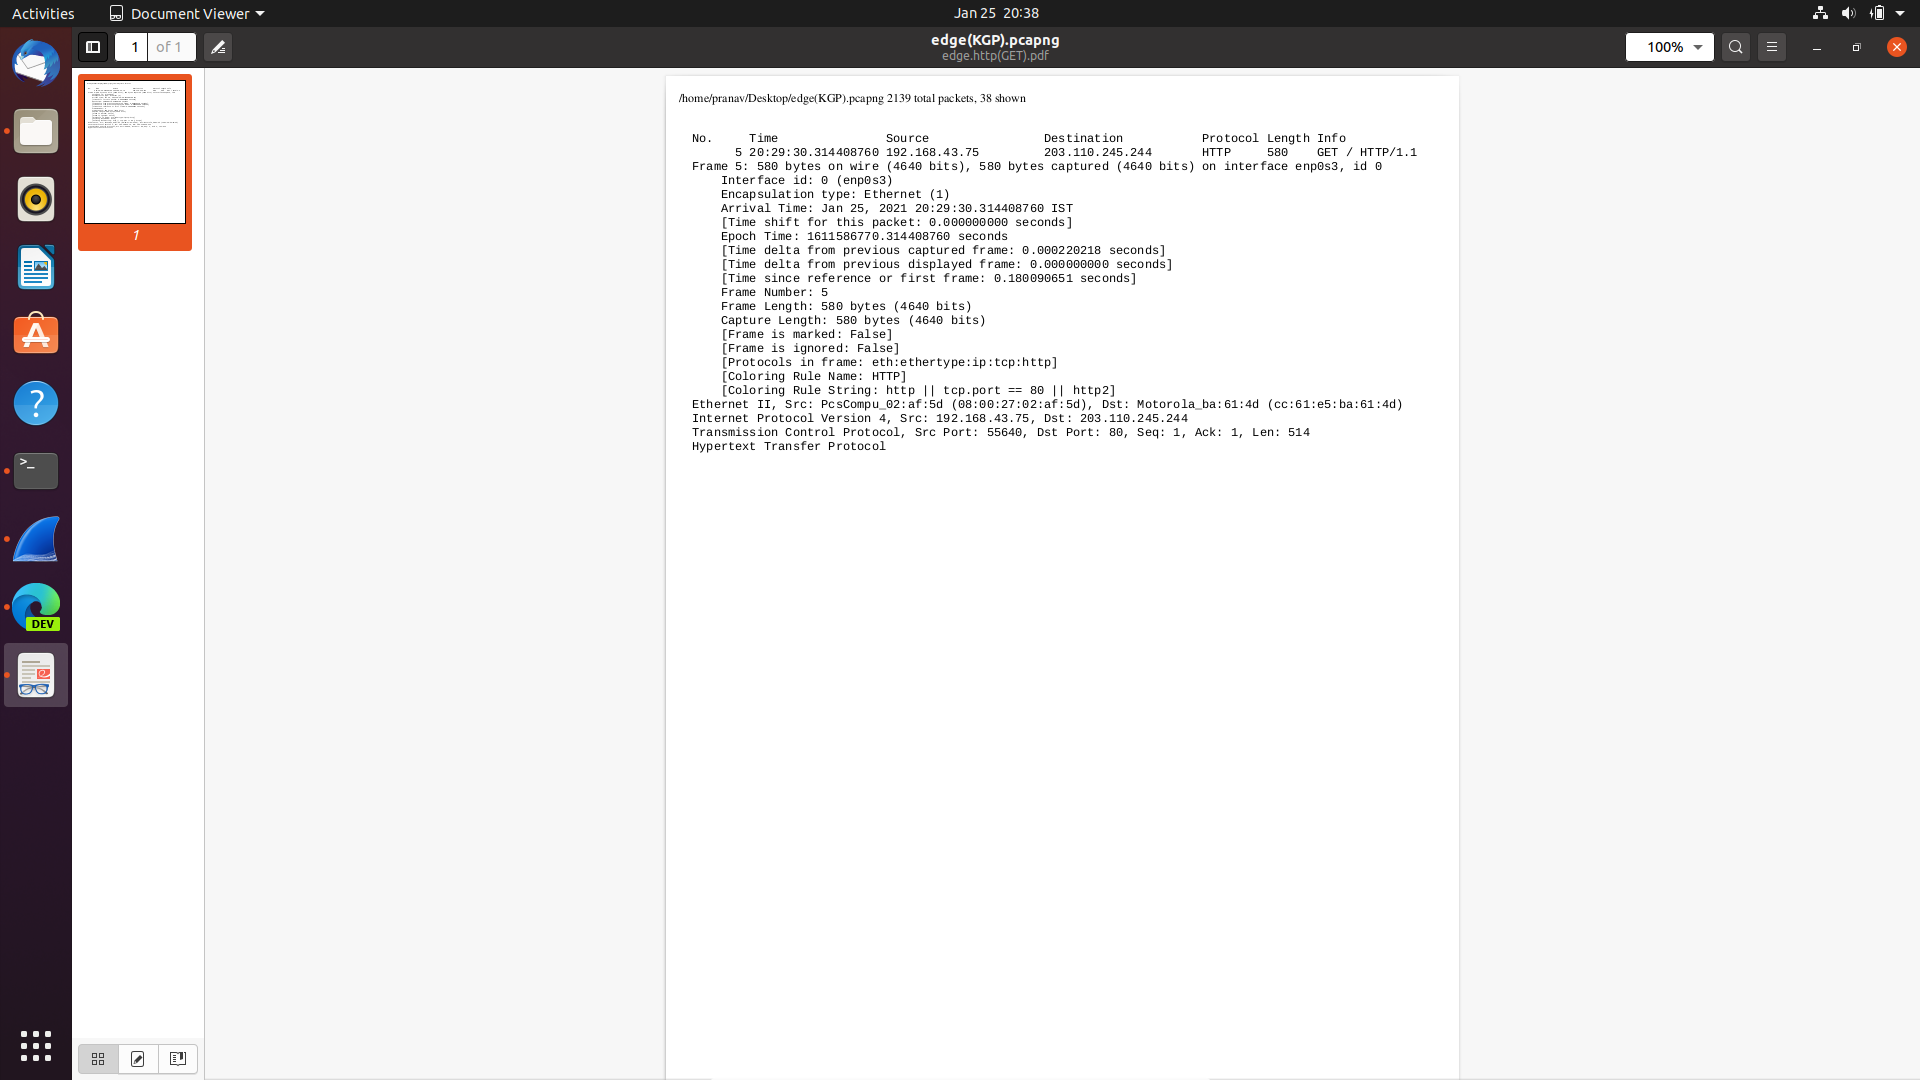 Activities
Document Viewer
Jan 25 20:38
1 of 1
edge(KGP).pcapng
edge.http(GET).pdf
100%
1
>_
?
DEV
/home/pranav/Desktop/edge(KGP).pcapng 2139 total packets, 38 shown
No. Time Source Destination Protocol Length Info
5 20:29:30.314408760 192.168.43.75 203.110.245.244 HTTP 580 GET / HTTP/1.1
Frame 5: 580 bytes on wire (4640 bits), 580 bytes captured (4640 bits) on interface enp0s3, id 0
Interface id: 0 (enp0s3)
Encapsulation type: Ethernet (1)
Arrival Time: Jan 25, 2021 20:29:30.314408760 IST
[Time shift for this packet: 0.000000000 seconds]
Epoch Time: 1611586770.314408760 seconds
[Time delta from previous captured frame: 0.000220218 seconds]
[Time delta from previous displayed frame: 0.000000000 seconds]
[Time since reference or first frame: 0.180090651 seconds]
Frame Number: 5
Frame Length: 580 bytes (4640 bits)
Capture Length: 580 bytes (4640 bits)
[Frame is marked: False]
[Frame is ignored: False]
[Protocols in frame: eth:ethertype:ip:tcp:http]
[Coloring Rule Name: HTTP]
[Coloring Rule String: http || tcp.port == 80 || http2]
Ethernet II, Src: PcsCompu_02:af:5d (08:00:27:02:af:5d), Dst: Motorola_ba:61:4d (cc:61:e5:ba:61:4d)
Internet Protocol Version 4, Src: 192.168.43.75, Dst: 203.110.245.244
Transmission Control Protocol, Src Port: 55640, Dst Port: 80, Seq: 1, Ack: 1, Len: 514
Hypertext Transfer Protocol